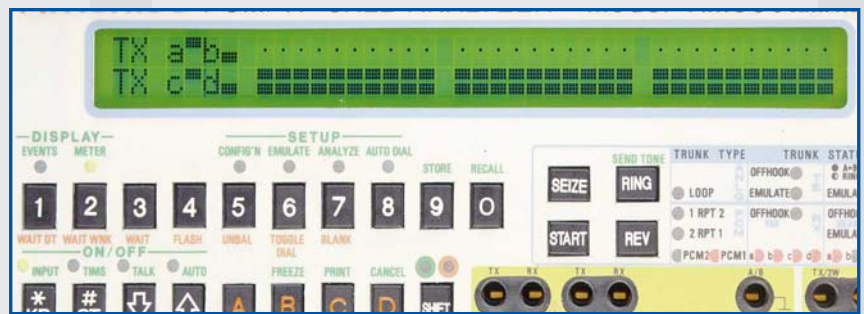 TX a b
TX c d
DISPLAY
SETUP
EVENTS METER CONFIG'N EMULATE ANALYZE AUTO DIAL STORE RECALL
1 2 3 4 5 6 7 8 9 0
WAIT DT WAIT WNK WAIT FLASH UNBAL TOGGLE DIAL BLANK
ON/OFF
INPUT TIMS TALK AUTO FREEZE PRINT CANCEL
* # A B C D SHIFT
SEND TONE
SEIZE RING
START REV
TRUNK TYPE TRUNK
OFFHOOK A+B
LOOP EMULATE
1 RPT 2 OFFHOOK
2 RPT 1
PCM2 PCM1 a b c d a b
TX RX TX RX A/B TX/2W